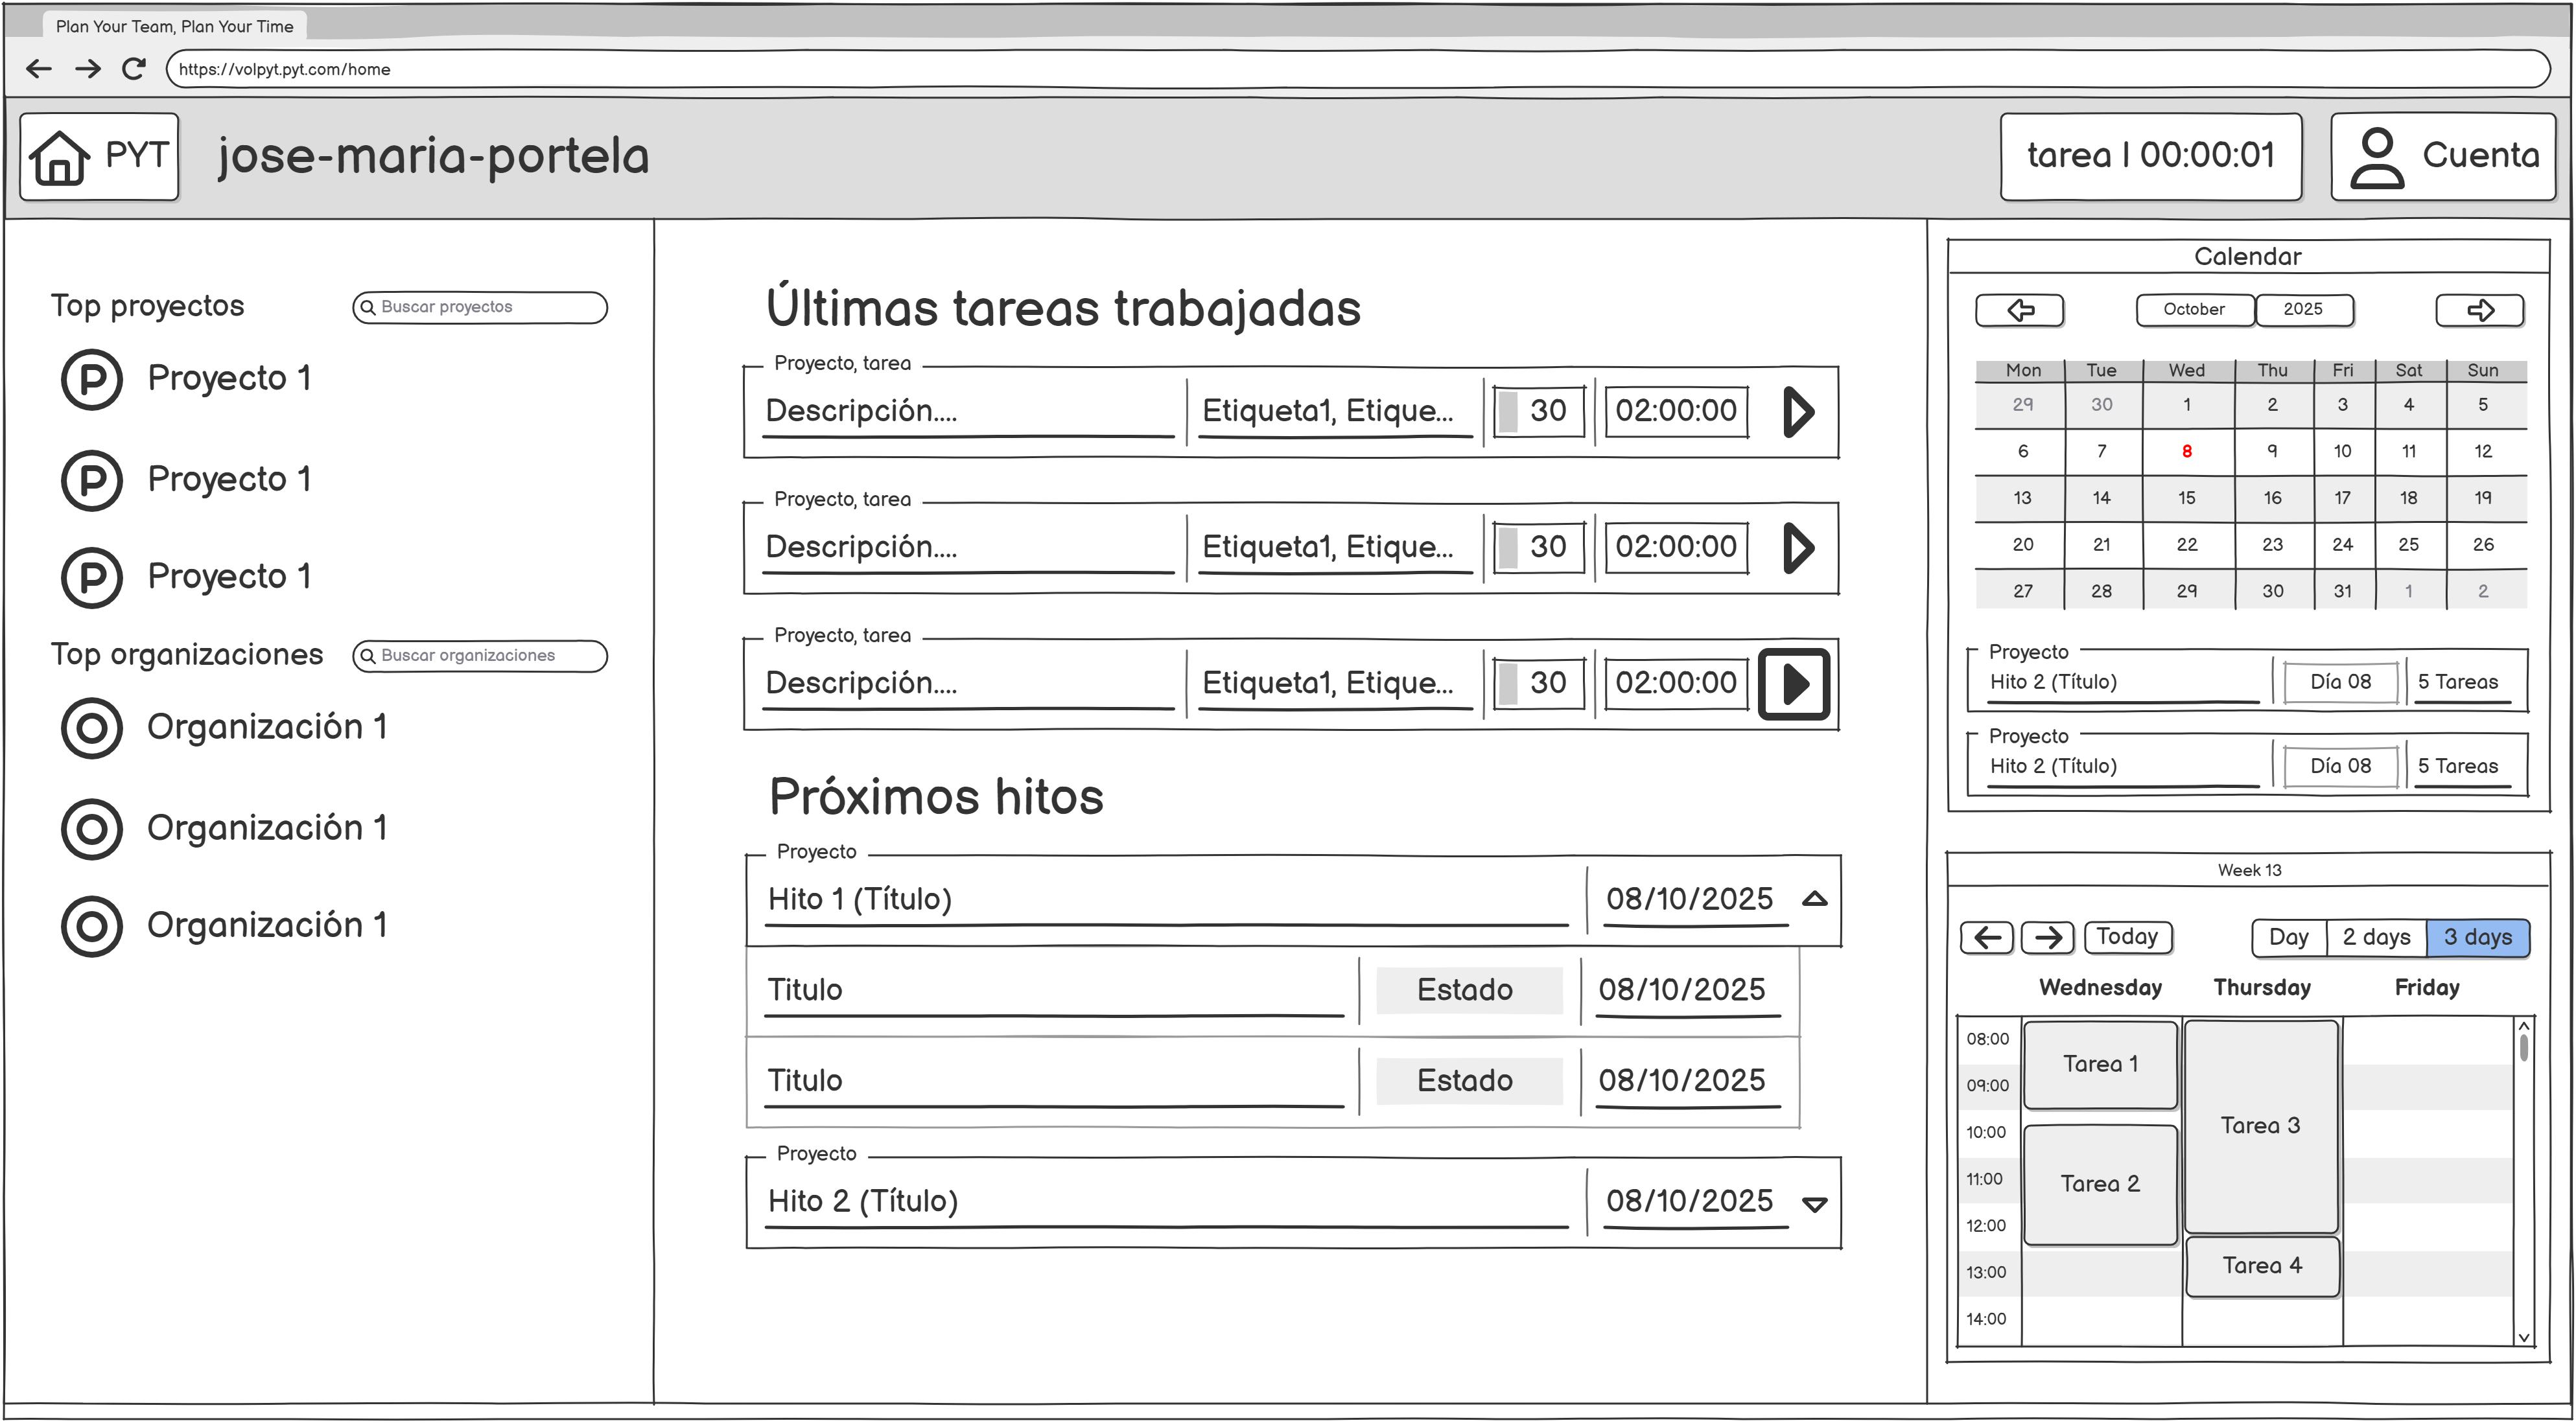 Plan Your Team, Plan Your Time
https://volpyt.pyt.com/home
PYT
jose-maria-portela
tarea | 00:00:01
Cuenta
Top proyectos
Buscar proyectos
P Proyecto 1
P Proyecto 1
P Proyecto 1
Top organizaciones
Buscar organizaciones
Organización 1
Organización 1
Organización 1
Últimas tareas trabajadas
Proyecto, tarea
Descripción.... Etiqueta1, Etique... 30 02:00:00
Proyecto, tarea
Descripción.... Etiqueta1, Etique... 30 02:00:00
Proyecto, tarea
Descripción.... Etiqueta1, Etique... 30 02:00:00
Próximos hitos
Proyecto
Hito 1 (Título) 08/10/2025
Titulo Estado 08/10/2025
Titulo Estado 08/10/2025
Proyecto
Hito 2 (Título) 08/10/2025
Calendar
October 2025
Mon Tue Wed Thu Fri Sat Sun
29 30 1 2 3 4 5
6 7 8 9 10 11 12
13 14 15 16 17 18 19
20 21 22 23 24 25 26
27 28 29 30 31 1 2
Proyecto
Hito 2 (Título) Día 08 5 Tareas
Proyecto
Hito 2 (Título) Día 08 5 Tareas
Week 13
Today Day 2 days 3 days
Wednesday Thursday Friday
08:00
Tarea 1
09:00
Tarea 3
10:00
11:00
Tarea 2
12:00
Tarea 4
13:00
14:00